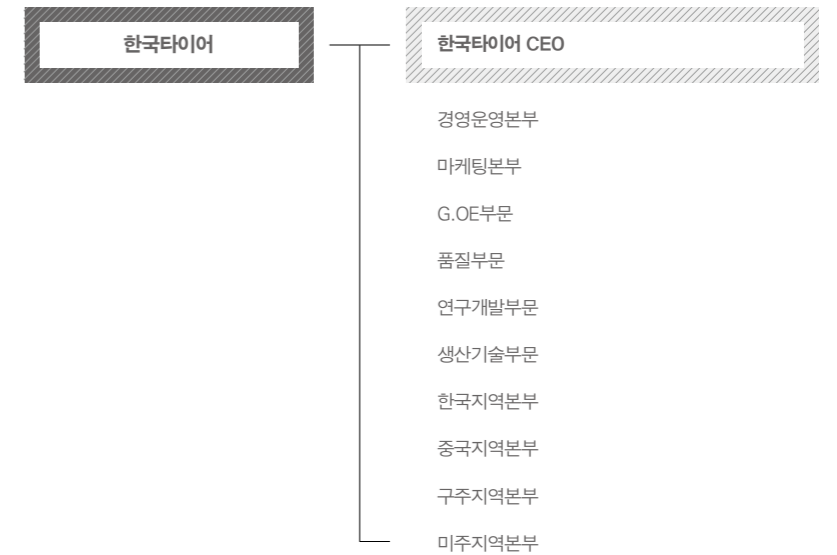 한국타이어
한국타이어 CEO
경영운영본부
마케팅본부
G.OE부문
품질부문
연구개발부문
생산기술부문
한국지역본부
중국지역본부
구주지역본부
미주지역본부